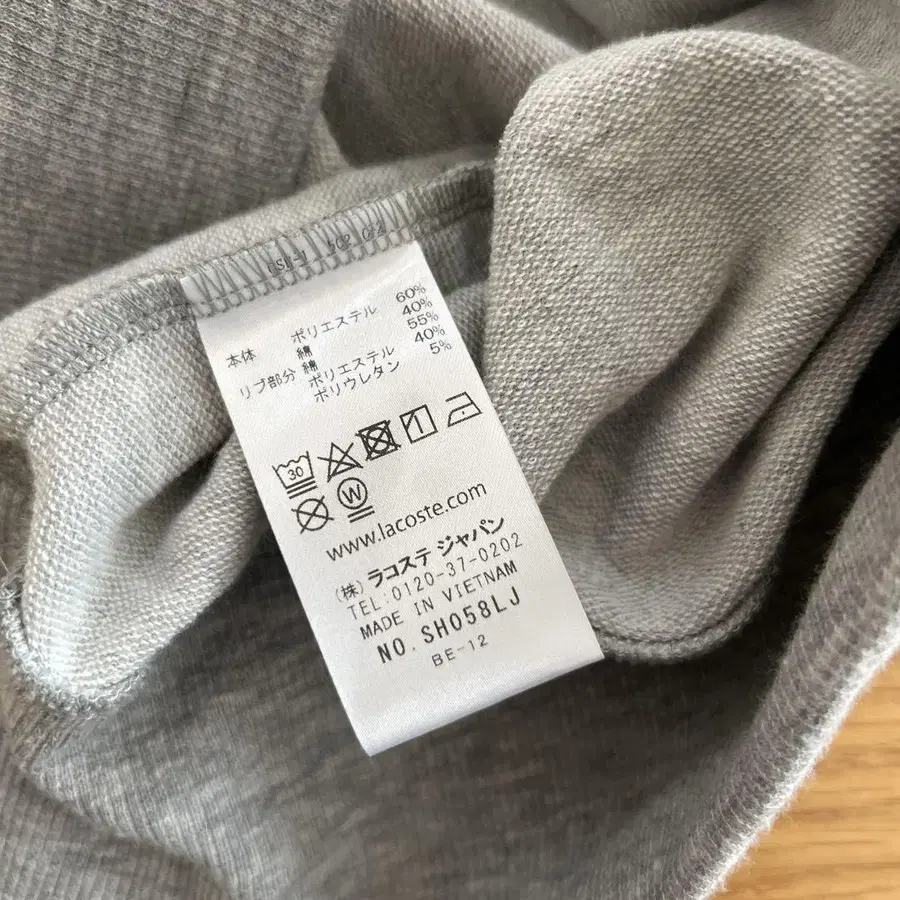 本体 ポリエステル 60%
綿 40%
リブ部分 綿 55%
ポリエステル 40%
ポリウレタン 5%
30
W
www.lacoste.com
(株) ラコステ ジャパン
TEL:0120-37-0202
MADE IN VIETNAM
NO. SH058LJ
BE-12